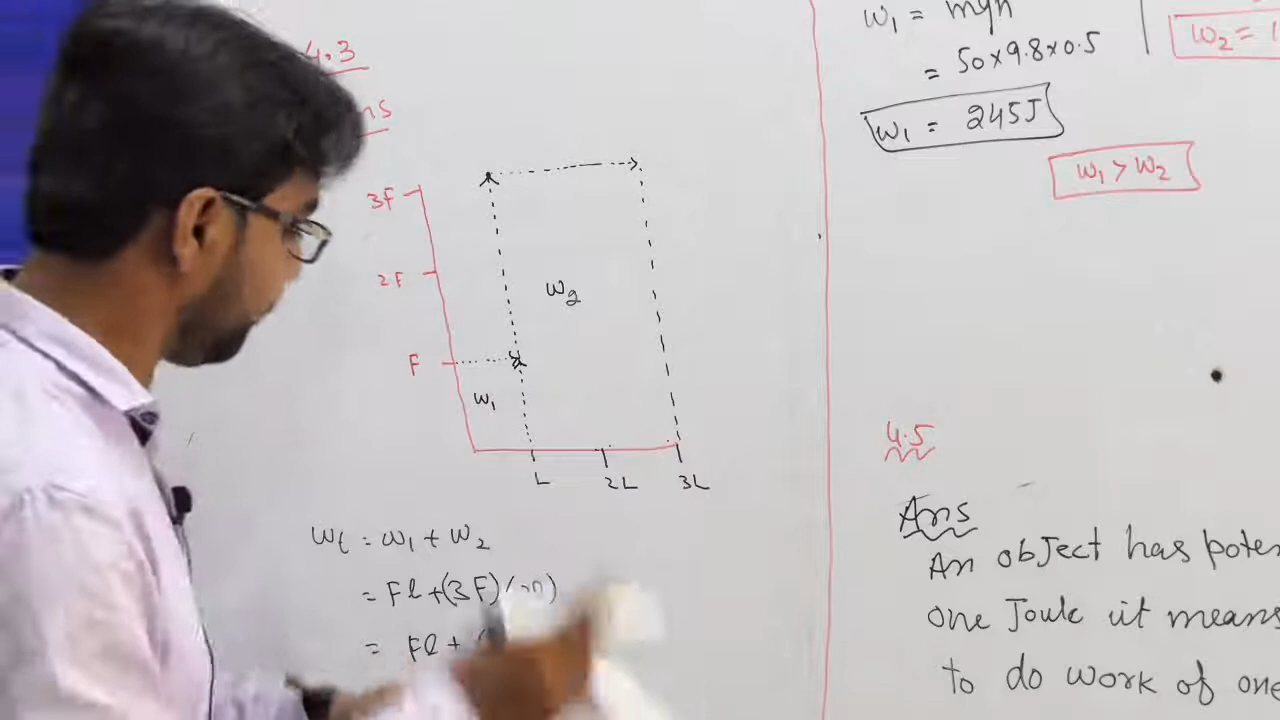 4.3
3F
2F
F
W₂
W₁
L 2L 3L
Wt = W₁ + W₂
= Fl + (3F)
= Fl +
W₁ = mgh
= 50×9.8×0.5
W₁ = 245J
W₂ = 1
W₁ > W₂
4.5
Ans
An object has poten
one Joule it means
to do work of one